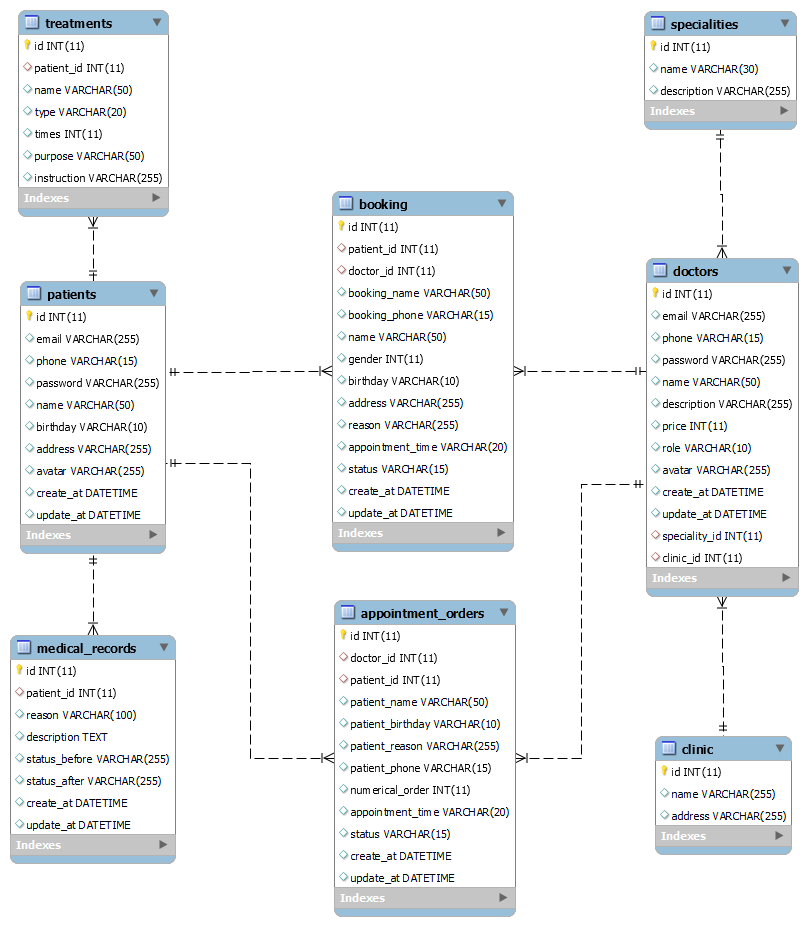 treatments
id INT(11)
patient_id INT(11)
name VARCHAR(50)
type VARCHAR(20)
times INT(11)
purpose VARCHAR(50)
instruction VARCHAR(255)
Indexes
patients
id INT(11)
email VARCHAR(255)
phone VARCHAR(15)
password VARCHAR(255)
name VARCHAR(50)
birthday VARCHAR(10)
address VARCHAR(255)
avatar VARCHAR(255)
create_at DATETIME
update_at DATETIME
Indexes
medical_records
id INT(11)
patient_id INT(11)
reason VARCHAR(100)
description TEXT
status_before VARCHAR(255)
status_after VARCHAR(255)
create_at DATETIME
update_at DATETIME
Indexes
booking
id INT(11)
patient_id INT(11)
doctor_id INT(11)
booking_name VARCHAR(50)
booking_phone VARCHAR(15)
name VARCHAR(50)
gender INT(11)
birthday VARCHAR(10)
address VARCHAR(255)
reason VARCHAR(255)
appointment_time VARCHAR(20)
status VARCHAR(15)
create_at DATETIME
update_at DATETIME
Indexes
appointment_orders
id INT(11)
doctor_id INT(11)
patient_id INT(11)
patient_name VARCHAR(50)
patient_birthday VARCHAR(10)
patient_reason VARCHAR(255)
patient_phone VARCHAR(15)
numerical_order INT(11)
appointment_time VARCHAR(20)
status VARCHAR(15)
create_at DATETIME
update_at DATETIME
Indexes
specialities
id INT(11)
name VARCHAR(30)
description VARCHAR(255)
Indexes
doctors
id INT(11)
email VARCHAR(255)
phone VARCHAR(15)
password VARCHAR(255)
name VARCHAR(50)
description VARCHAR(255)
price INT(11)
role VARCHAR(10)
avatar VARCHAR(255)
create_at DATETIME
update_at DATETIME
speciality_id INT(11)
clinic_id INT(11)
Indexes
clinic
id INT(11)
name VARCHAR(255)
address VARCHAR(255)
Indexes